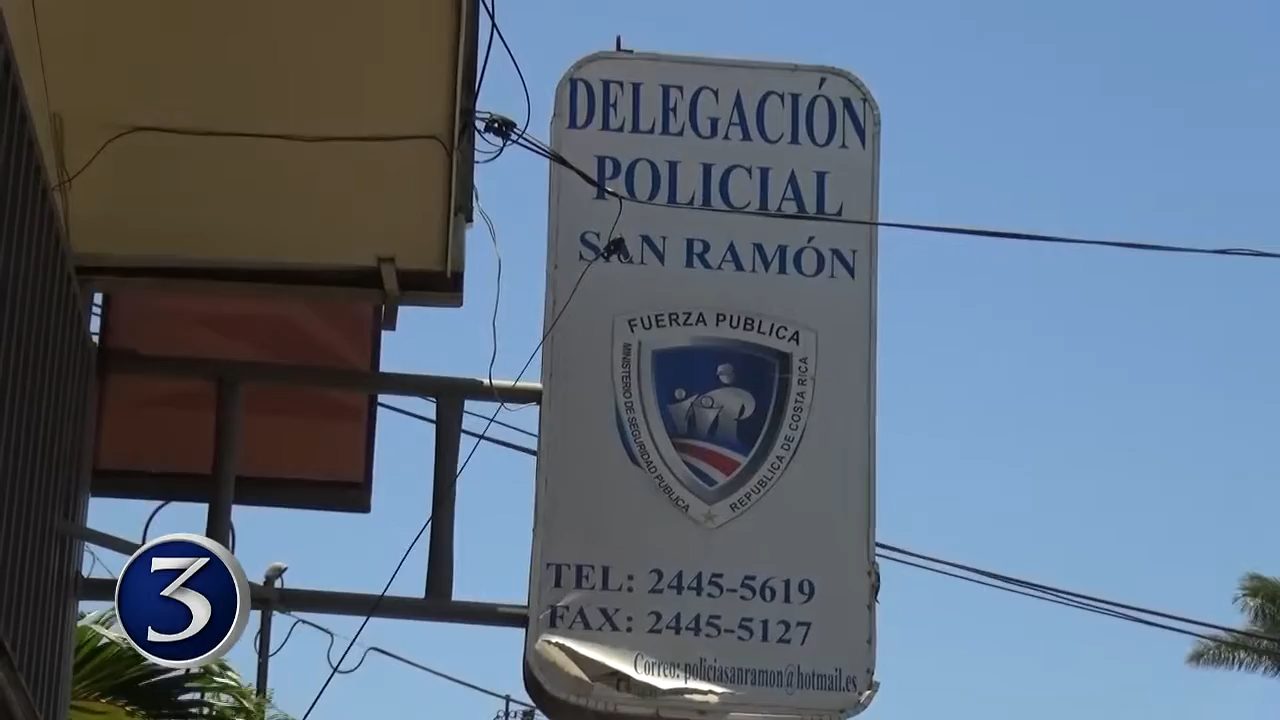 DELEGACIÓN
POLICIAL
SAN RAMÓN
FUERZA PUBLICA
MINISTERIO DE SEGURIDAD PUBLICA
REPUBLICA DE COSTA RICA
TEL: 2445-5619
FAX: 2445-5127
Correo: policiasanramon@hotmail.es
3